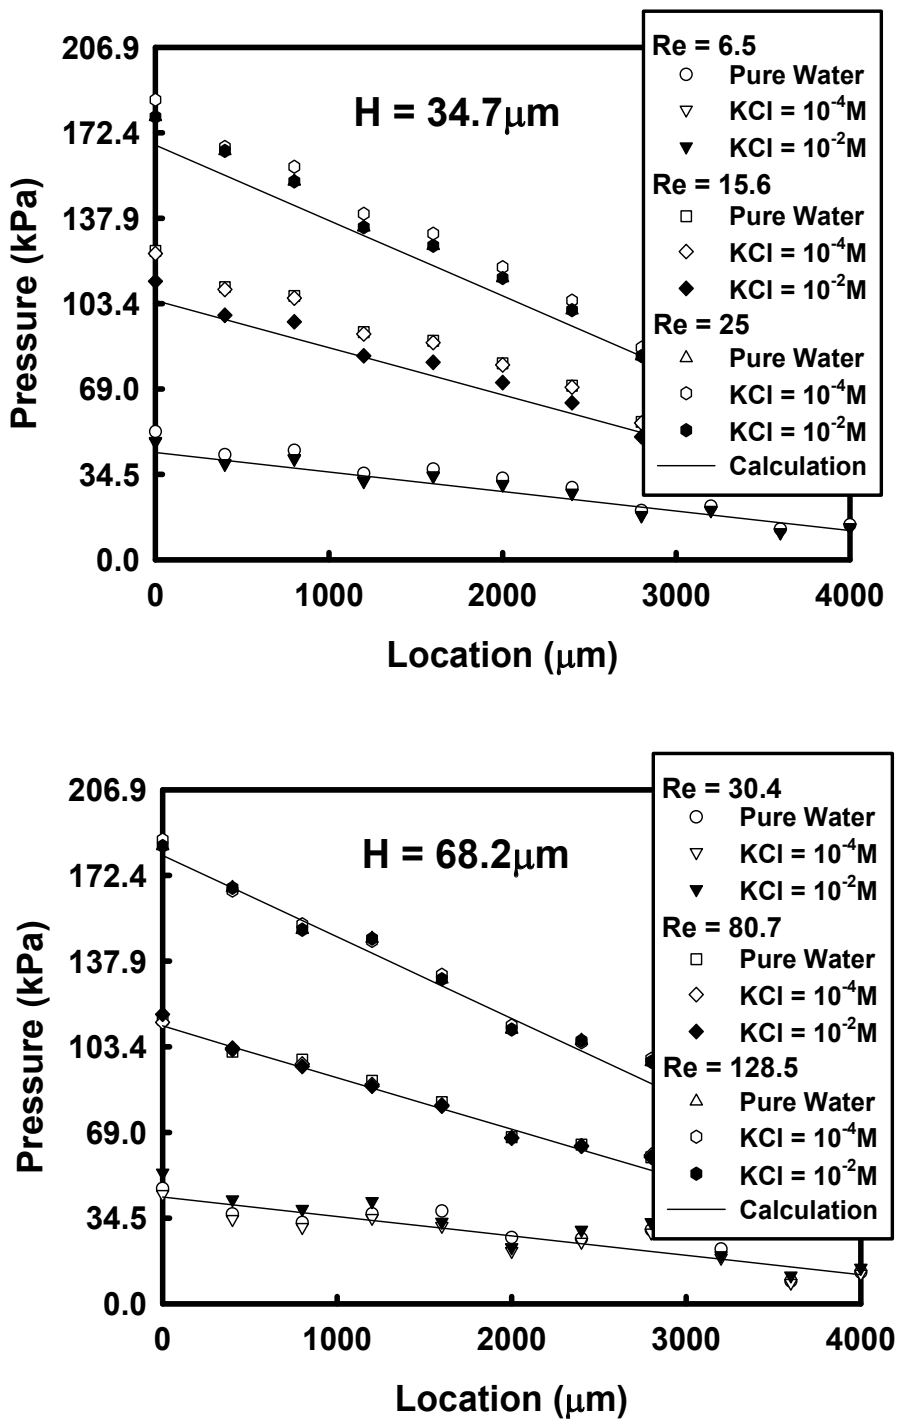 Re = 6.5
Pure Water
KCl = 10⁻⁴M
KCl = 10⁻²M
Re = 15.6
Pure Water
KCl = 10⁻⁴M
KCl = 10⁻²M
Re = 25
Pure Water
KCl = 10⁻⁴M
KCl = 10⁻²M
Calculation
H = 34.7μm
Pressure (kPa)
206.9
172.4
137.9
103.4
69.0
34.5
0.0
0 1000 2000 3000 4000
Location (μm)
Re = 30.4
Pure Water
KCl = 10⁻⁴M
KCl = 10⁻²M
Re = 80.7
Pure Water
KCl = 10⁻⁴M
KCl = 10⁻²M
Re = 128.5
Pure Water
KCl = 10⁻⁴M
KCl = 10⁻²M
Calculation
H = 68.2μm
Pressure (kPa)
206.9
172.4
137.9
103.4
69.0
34.5
0.0
0 1000 2000 3000 4000
Location (μm)